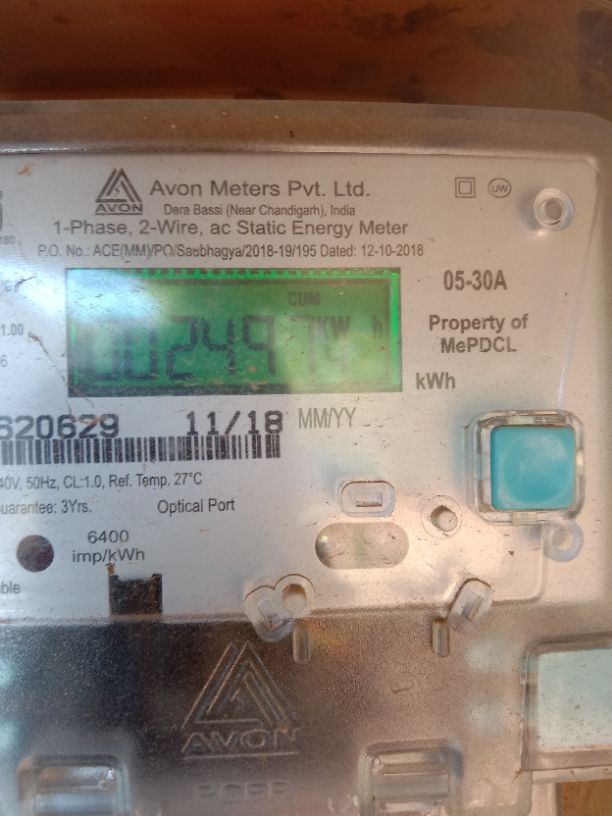 Avon Meters Pvt. Ltd.
AVON
Dera Bassi (Near Chandigarh), India
UW
1-Phase, 2-Wire, ac Static Energy Meter
P.O. No.: ACE(MM)/PO/Saubhagya/2018-19/195 Dated: 12-10-2018
05-30A
CUM
KW h
Property of
MePDCL
kWh
620629 11/18 MM/YY
40V, 50Hz, CL:1.0, Ref. Temp. 27°C
uarantee: 3Yrs. Optical Port
6400
imp/kWh
AVON